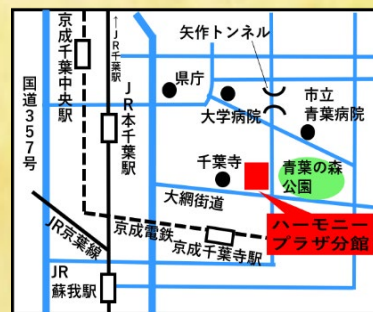 京成千葉中央駅
←JR千葉駅
矢作トンネル
国道357号
県庁
大学病院
市立
青葉病院
JR本千葉駅
千葉寺
青葉の森
公園
大網街道
ハーモニー
プラザ分館
JR京葉線
京成電鉄
京成千葉寺駅
JR
蘇我駅